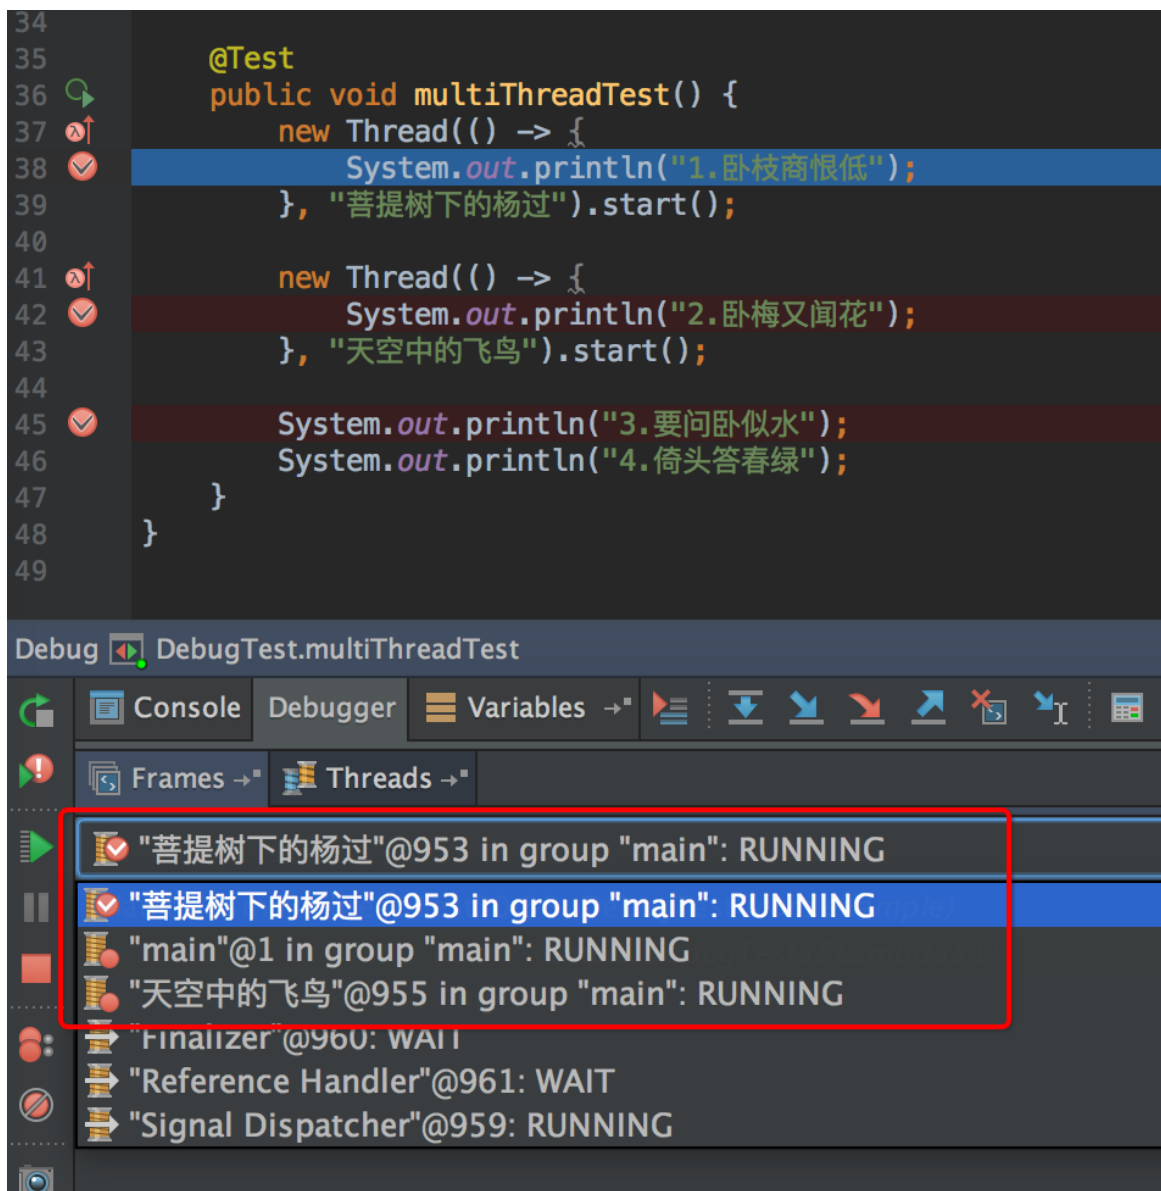 34
35 @Test
36 public void multiThreadTest() {
37 new Thread(() -> {
38 System.out.println("1.卧枝商恨低");
39 }, "菩提树下的杨过").start();
40
41 new Thread(() -> {
42 System.out.println("2.卧梅又闻花");
43 }, "天空中的飞鸟").start();
44
45 System.out.println("3.要问卧似水");
46 System.out.println("4.倚头答春绿");
47 }
48 }
49
Debug DebugTest.multiThreadTest
Console Debugger Variables
Frames Threads
"菩提树下的杨过"@953 in group "main": RUNNING
"菩提树下的杨过"@953 in group "main": RUNNING
"main"@1 in group "main": RUNNING
"天空中的飞鸟"@955 in group "main": RUNNING
"Finalizer"@960: WAIT
"Reference Handler"@961: WAIT
"Signal Dispatcher"@959: RUNNING